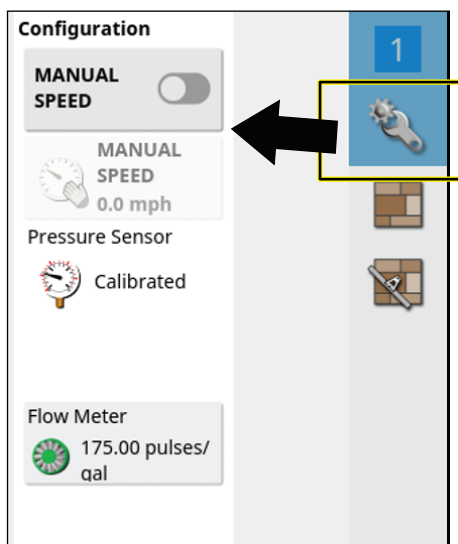 Configuration
1
MANUAL
SPEED
MANUAL
SPEED
0.0 mph
Pressure Sensor
Calibrated
A
Flow Meter
175.00 pulses/
gal